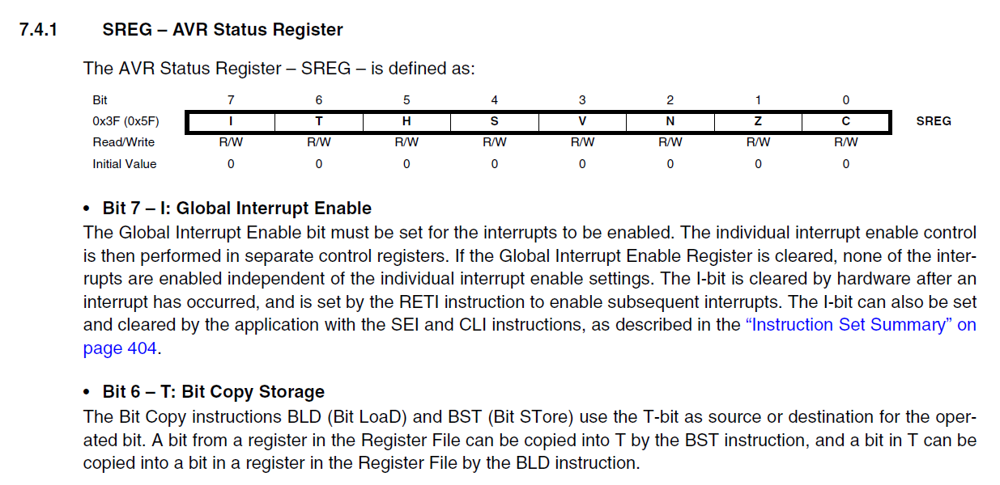 7.4.1 SREG – AVR Status Register
The AVR Status Register – SREG – is defined as:
Bit 7 6 5 4 3 2 1 0
0x3F (0x5F) I T H S V N Z C SREG
Read/Write R/W R/W R/W R/W R/W R/W R/W R/W
Initial Value 0 0 0 0 0 0 0 0
• Bit 7 – I: Global Interrupt Enable
The Global Interrupt Enable bit must be set for the interrupts to be enabled. The individual interrupt enable control
is then performed in separate control registers. If the Global Interrupt Enable Register is cleared, none of the inter-
rupts are enabled independent of the individual interrupt enable settings. The I-bit is cleared by hardware after an
interrupt has occurred, and is set by the RETI instruction to enable subsequent interrupts. The I-bit can also be set
and cleared by the application with the SEI and CLI instructions, as described in the “Instruction Set Summary” on
page 404.
• Bit 6 – T: Bit Copy Storage
The Bit Copy instructions BLD (Bit LoaD) and BST (Bit STore) use the T-bit as source or destination for the oper-
ated bit. A bit from a register in the Register File can be copied into T by the BST instruction, and a bit in T can be
copied into a bit in a register in the Register File by the BLD instruction.